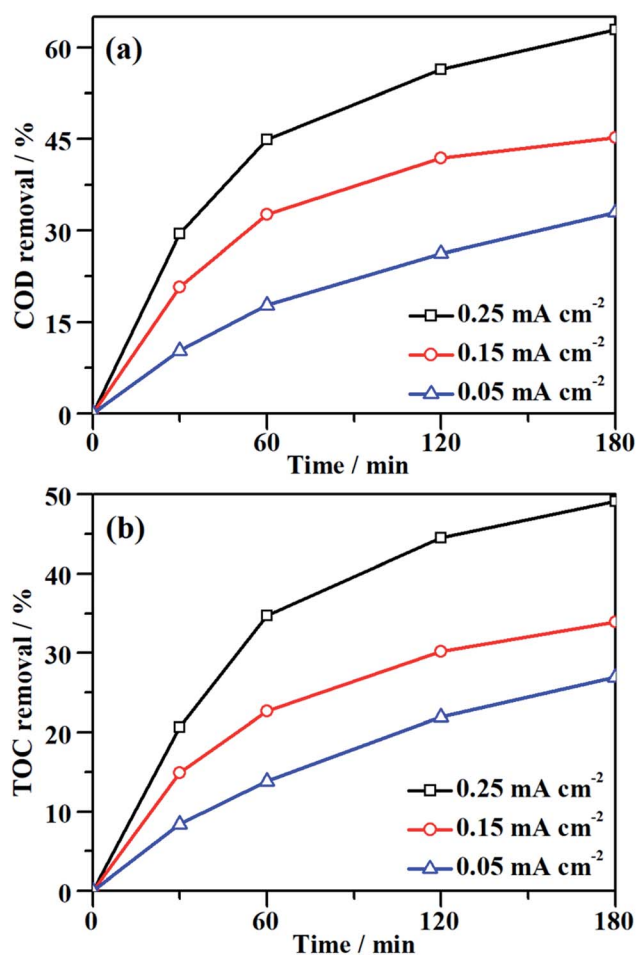 (a)
COD removal / %
60
45
30
15
0
0.25 mA cm⁻²
0.15 mA cm⁻²
0.05 mA cm⁻²
0 60 120 180
Time / min
(b)
TOC removal / %
50
40
30
20
10
0
0.25 mA cm⁻²
0.15 mA cm⁻²
0.05 mA cm⁻²
0 60 120 180
Time / min